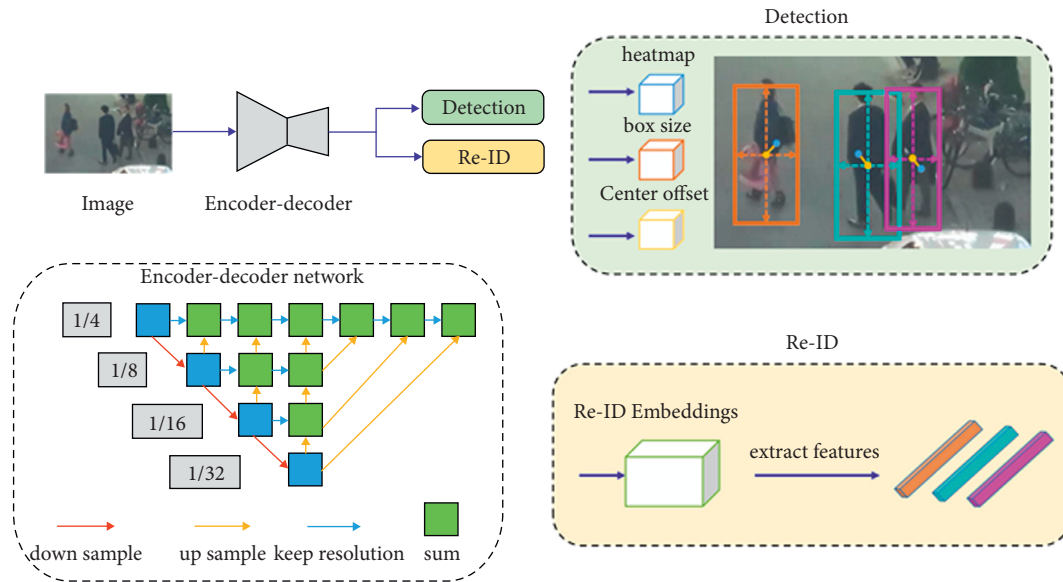 Detection
heatmap
box size
Center offset
Detection
Re-ID
Image
Encoder-decoder
Encoder-decoder network
1/4
1/8
1/16
1/32
down sample
up sample
keep resolution
sum
Re-ID
Re-ID Embeddings
extract features